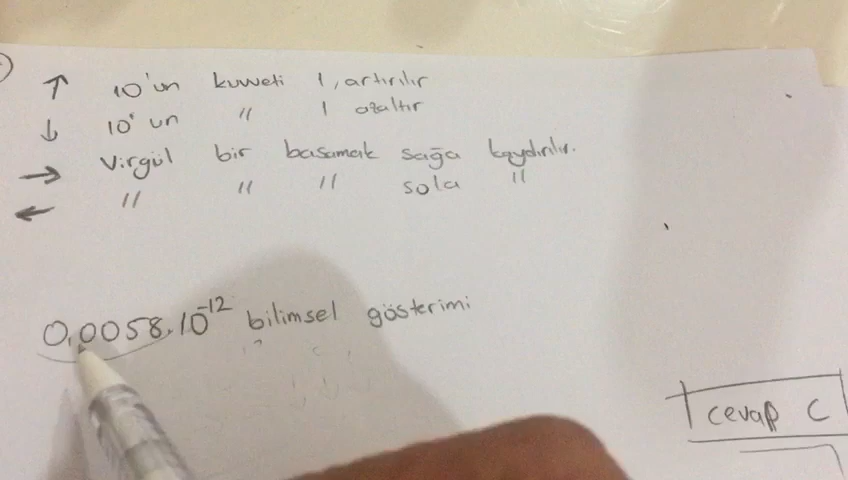 ↑ 10'un kuvveti 1, artırılır
↓ 10'un " 1 azaltır
→ Virgül bir basamak sağa kaydırılır.
← " " " sola "
0,0058.10⁻¹² bilimsel gösterimi
cevap C